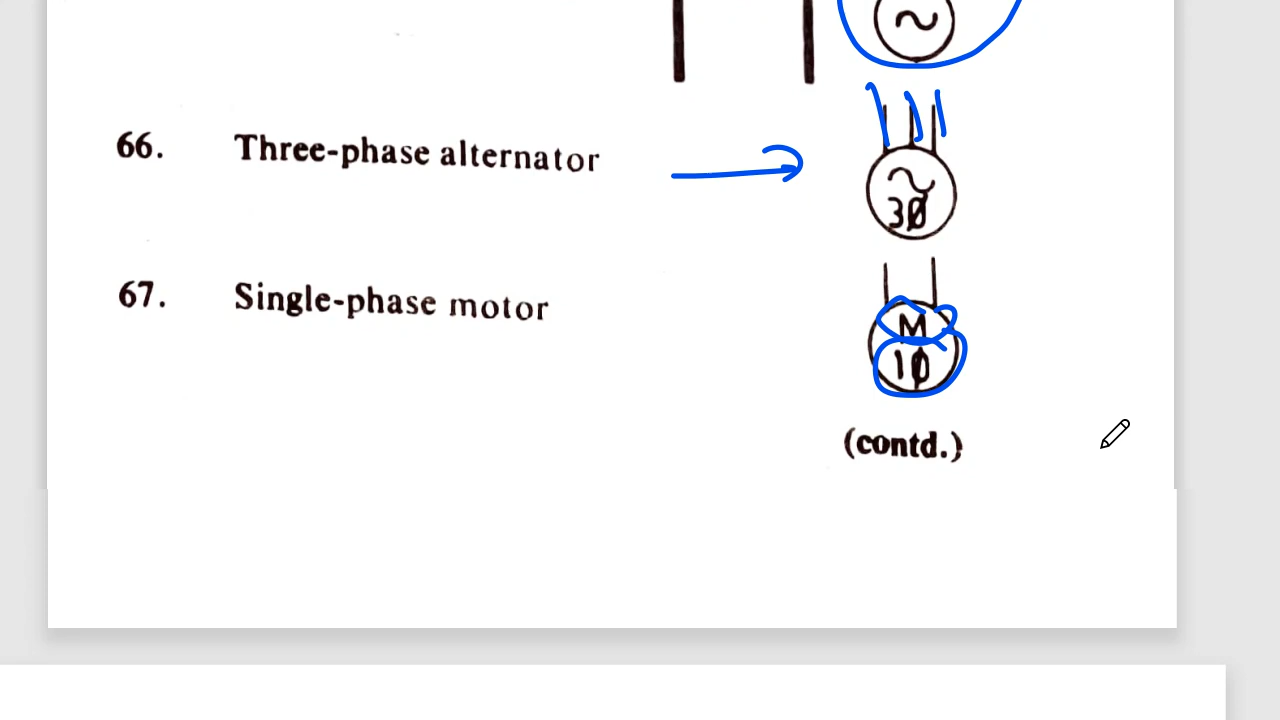 ~
66. Three-phase alternator
~
3Ø
67. Single-phase motor
M
1Ø
(contd.)